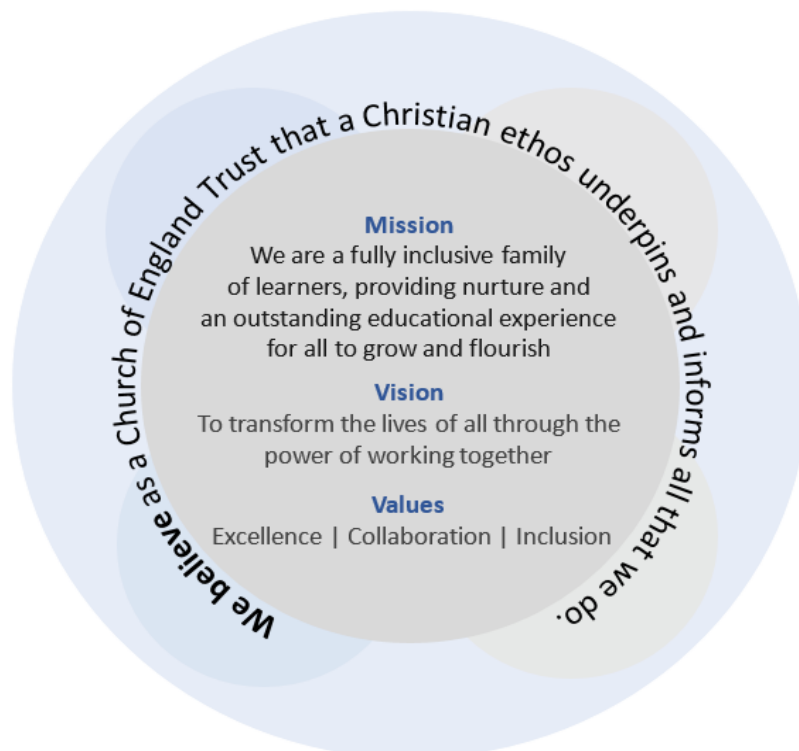 We believe as a Church of England Trust that a Christian ethos underpins and informs all that we do.
Mission
We are a fully inclusive family
of learners, providing nurture and
an outstanding educational experience
for all to grow and flourish
Vision
To transform the lives of all through the
power of working together
Values
Excellence | Collaboration | Inclusion